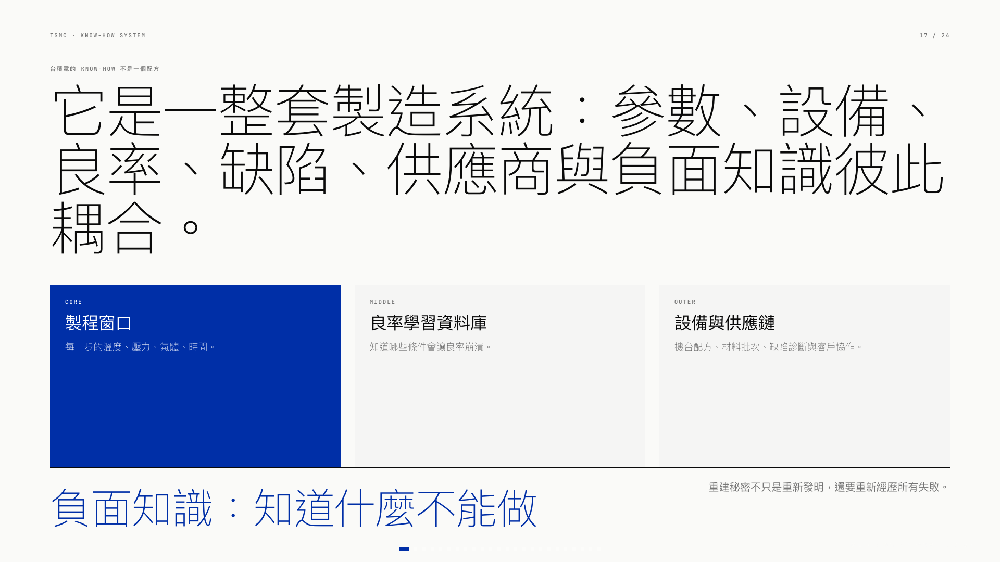 TSMC · KNOW-HOW SYSTEM
17 / 24
台積電的 KNOW-HOW 不是一個配方
它是一整套製造系統：參數、設備、
良率、缺陷、供應商與負面知識彼此
耦合。
CORE
製程窗口
每一步的溫度、壓力、氣體、時間。
MIDDLE
良率學習資料庫
知道哪些條件會讓良率崩潰。
OUTER
設備與供應鏈
機台配方、材料批次、缺陷診斷與客戶協作。
負面知識：知道什麼不能做
重建秘密不只是重新發明，還要重新經歷所有失敗。